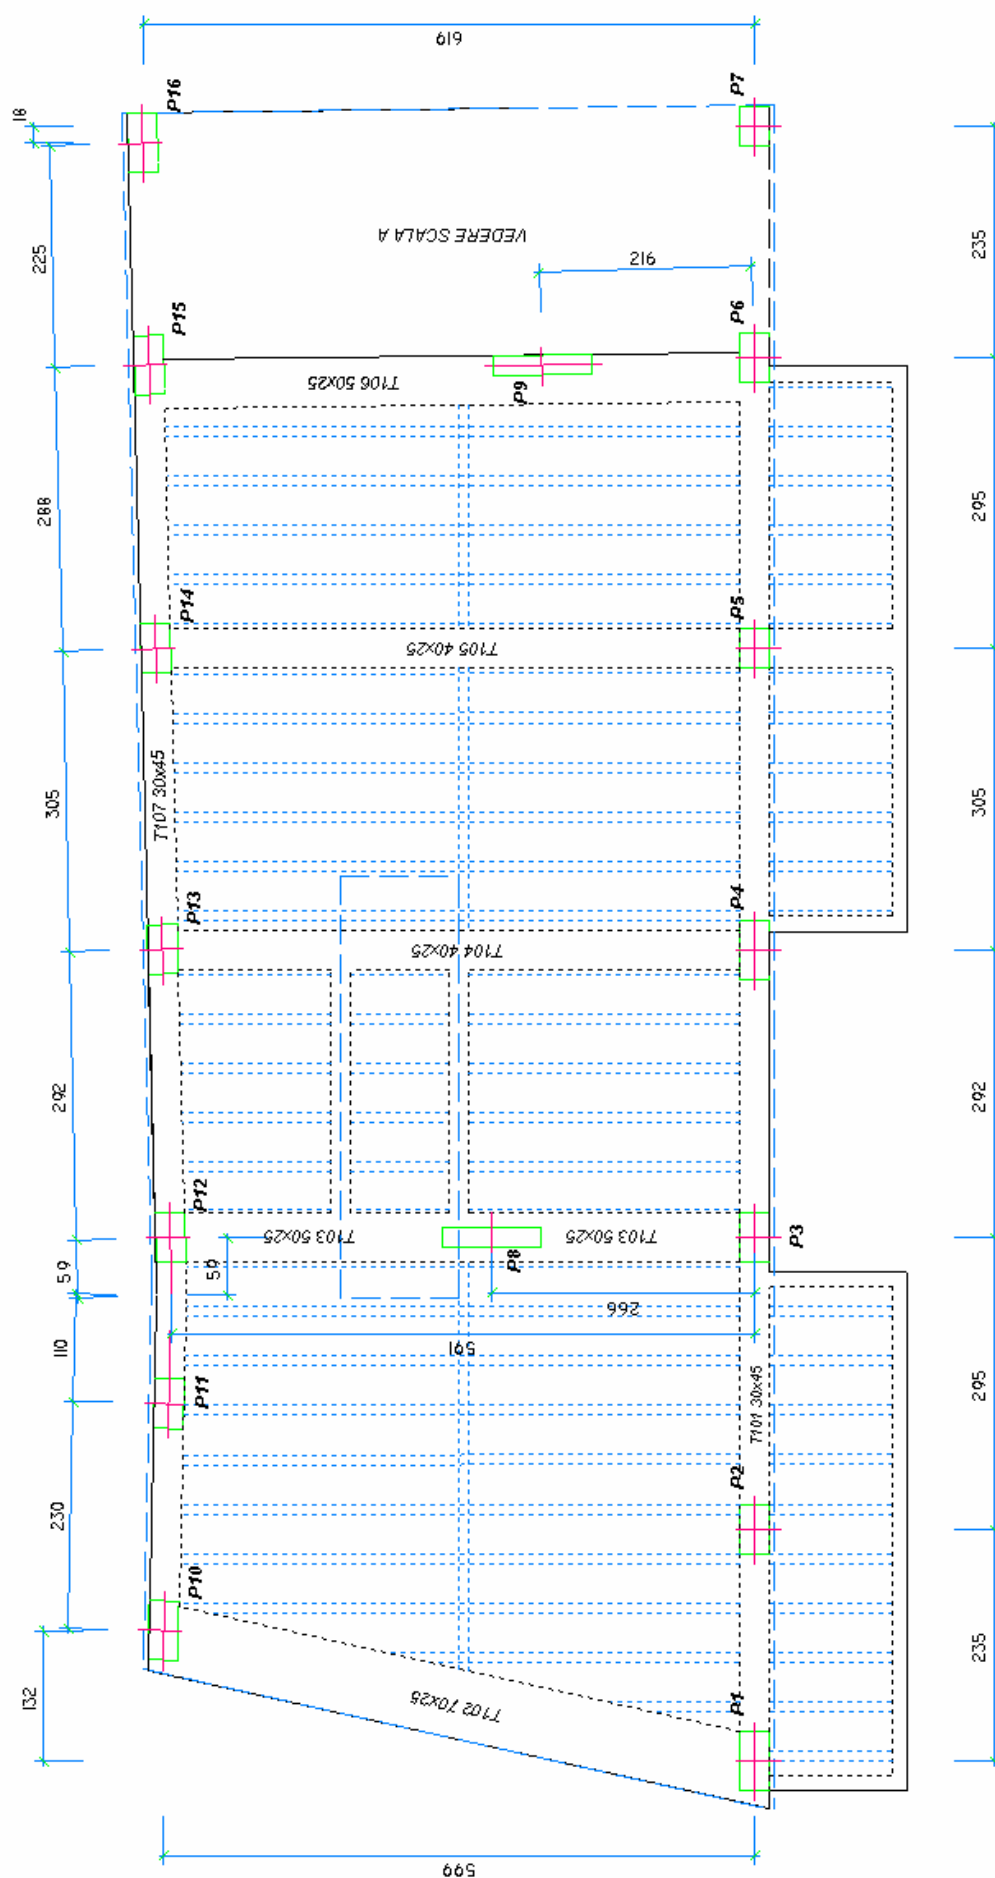 619
18
P16
P7
225
VEDERE SCALA A
216
235
P15
P6
T106 50x25
P9
288
295
P14
P5
T105 40x25
305
T107 30x45
305
P13
P4
T104 40x25
292
292
P12
T103 50x25
T103 50x25
P8
P3
59
59
266
110
591
P11
T101 30x45
295
P2
230
P10
235
132
T102 70x25
P1
599